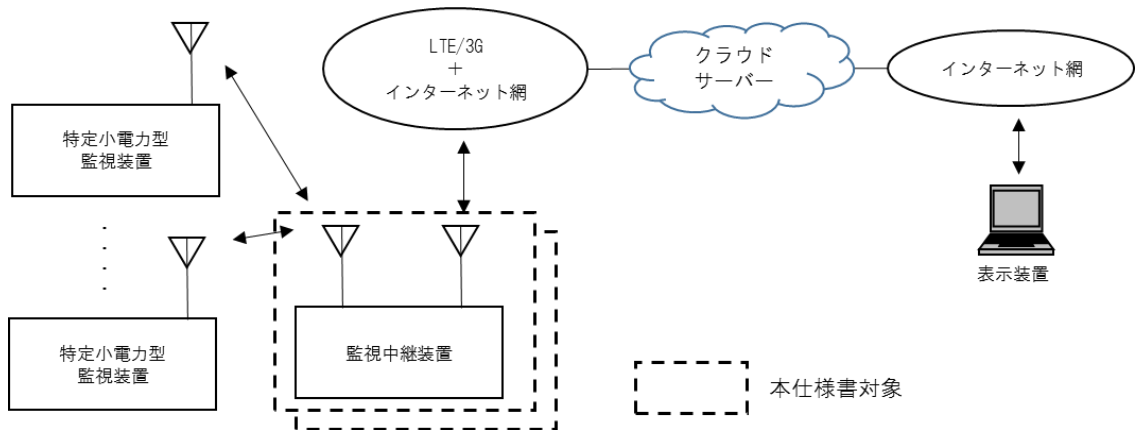 LTE/3G
+
インターネット網
クラウド
サーバー
インターネット網
特定小電力型
監視装置
特定小電力型
監視装置
監視中継装置
表示装置
本仕様書対象